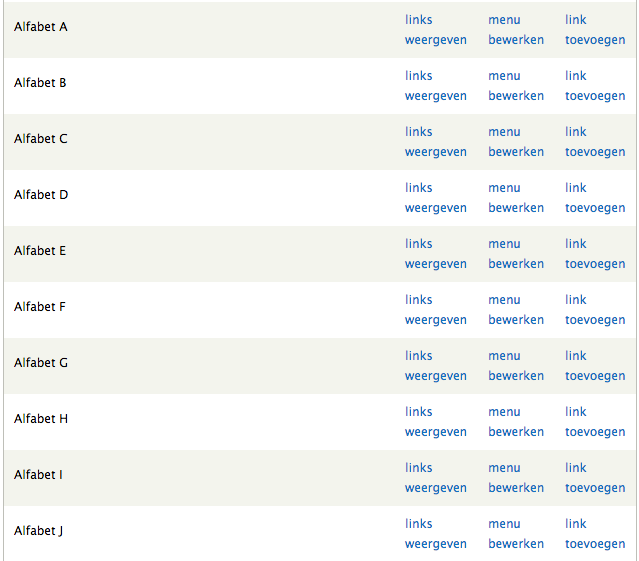 Alfabet A links weergeven menu bewerken link toevoegen
Alfabet B links weergeven menu bewerken link toevoegen
Alfabet C links weergeven menu bewerken link toevoegen
Alfabet D links weergeven menu bewerken link toevoegen
Alfabet E links weergeven menu bewerken link toevoegen
Alfabet F links weergeven menu bewerken link toevoegen
Alfabet G links weergeven menu bewerken link toevoegen
Alfabet H links weergeven menu bewerken link toevoegen
Alfabet I links weergeven menu bewerken link toevoegen
Alfabet J links weergeven menu bewerken link toevoegen